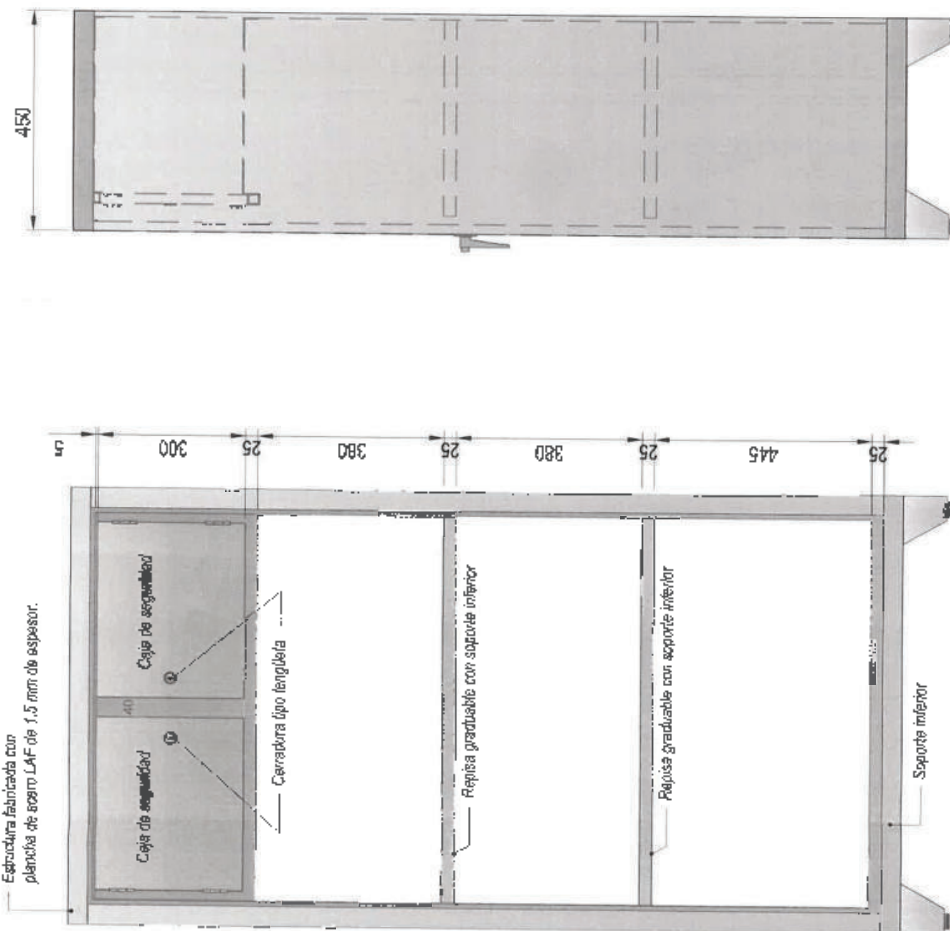 450
300
25
380
25
380
25
445
25
Estructura fabricada con
plancha de acero LAF de 1,5 mm de espesor.
Caja de seguridad
Caja de seguridad
40
Cerradura tipo lengüeta
Repisa graduable con soporte inferior
Repisa graduable con soporte inferior
Soporte inferior